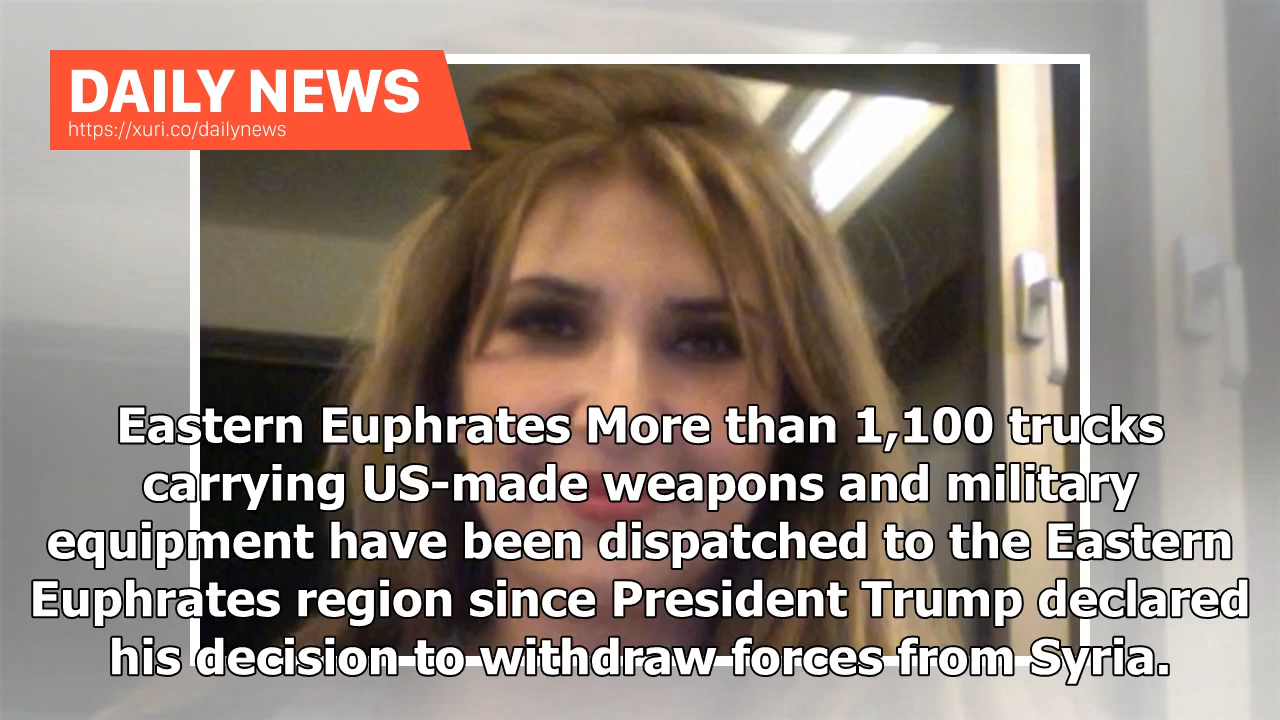 DAILY NEWS
https://xuri.co/dailynews
Eastern Euphrates More than 1,100 trucks
carrying US-made weapons and military
equipment have been dispatched to the Eastern
Euphrates region since President Trump declared
his decision to withdraw forces from Syria.